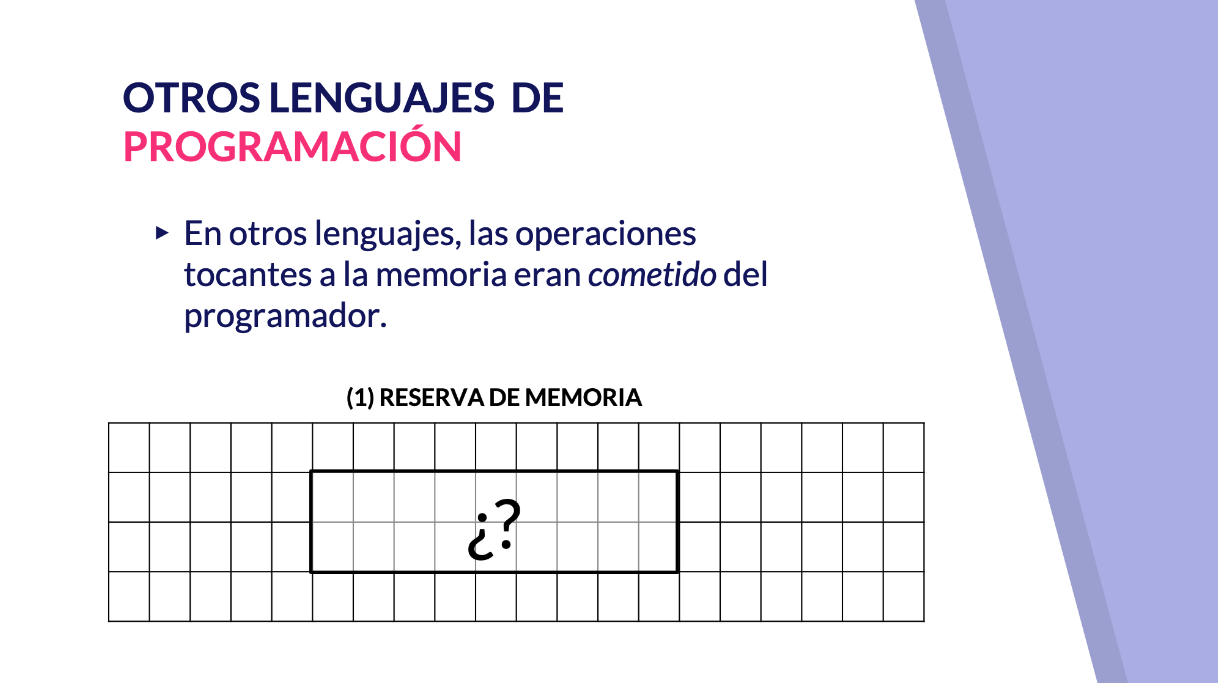 OTROS LENGUAJES DE
PROGRAMACIÓN
▸ En otros lenguajes, las operaciones
tocantes a la memoria eran cometido del
programador.
(1) RESERVA DE MEMORIA
¿?